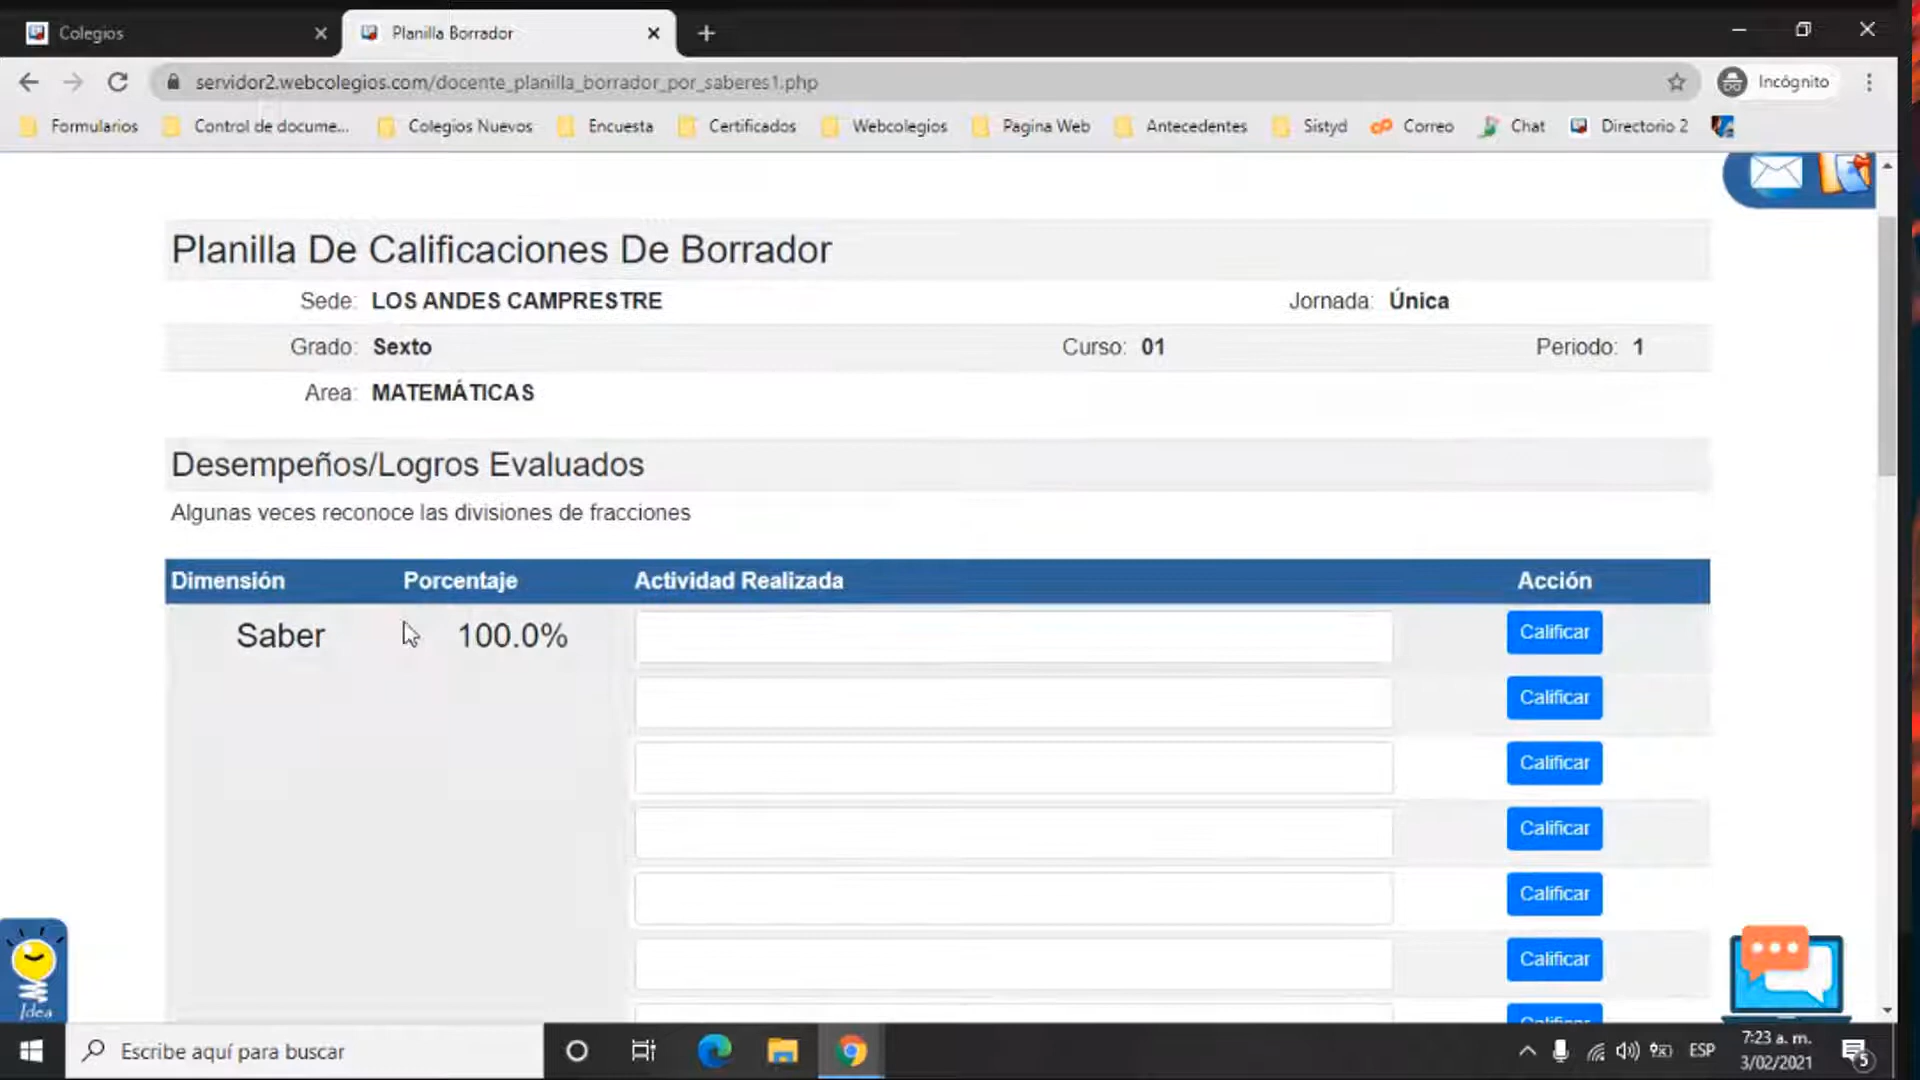 Colegios
Planilla Borrador
servidor2.webcolegios.com/docente_planilla_borrador_por_saberes1.php
Incógnito
Formularios
Control de docume...
Colegios Nuevos
Encuesta
Certificados
Webcolegios
Pagina Web
Antecedentes
Sistyd
Correo
Chat
Directorio 2
Planilla De Calificaciones De Borrador
Sede: LOS ANDES CAMPRESTRE
Jornada: Única
Grado: Sexto
Curso: 01
Periodo: 1
Area: MATEMÁTICAS
Desempeños/Logros Evaluados
Algunas veces reconoce las divisiones de fracciones
Dimensión
Porcentaje
Actividad Realizada
Acción
Saber
100.0%
Calificar
Calificar
Calificar
Calificar
Calificar
Calificar
Calificar
Idea
Escribe aquí para buscar
ESP
7:23 a. m.
3/02/2021
5